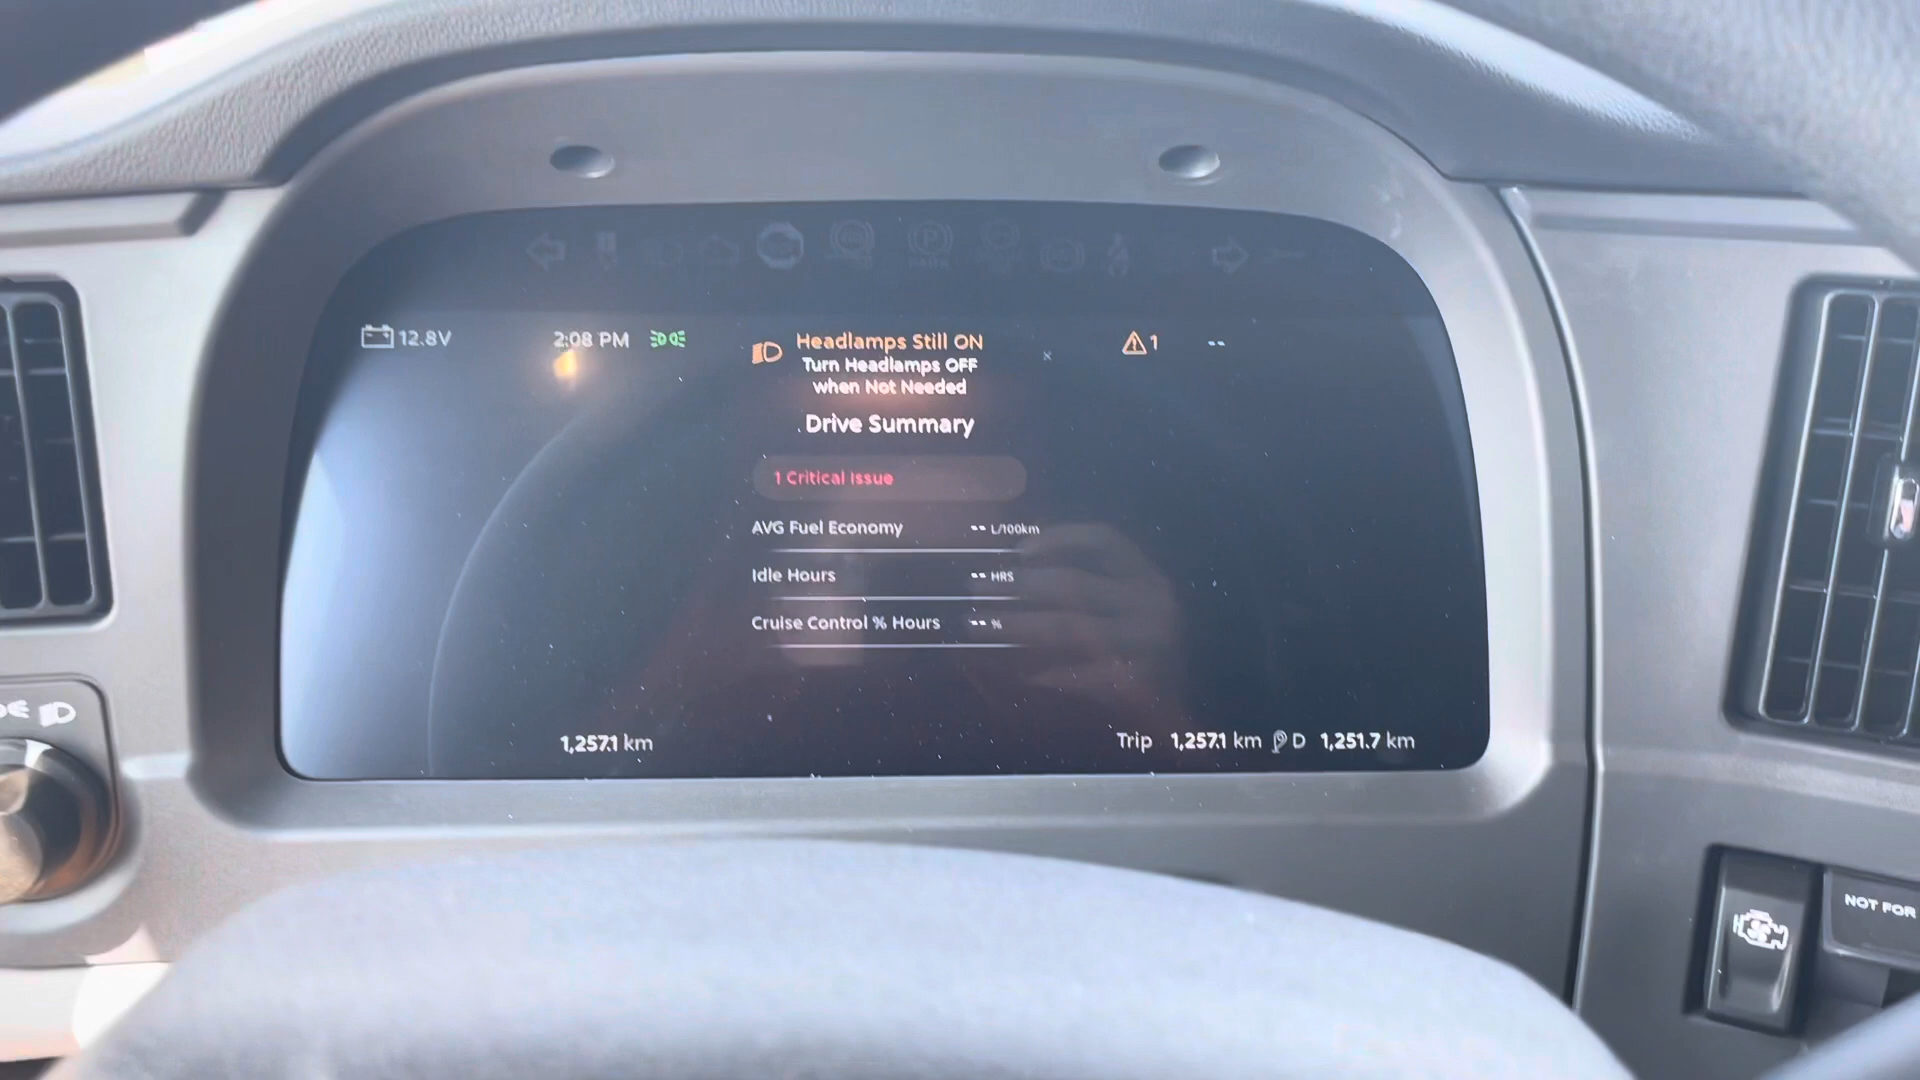 12.8V
2:08 PM
Headlamps Still ON
Turn Headlamps OFF
when Not Needed
1
--
Drive Summary
1 Critical Issue
AVG Fuel Economy -- L/100km
Idle Hours -- HRS
Cruise Control % Hours -- %
1,257.1 km
Trip 1,257.1 km D 1,251.7 km
NOT FOR